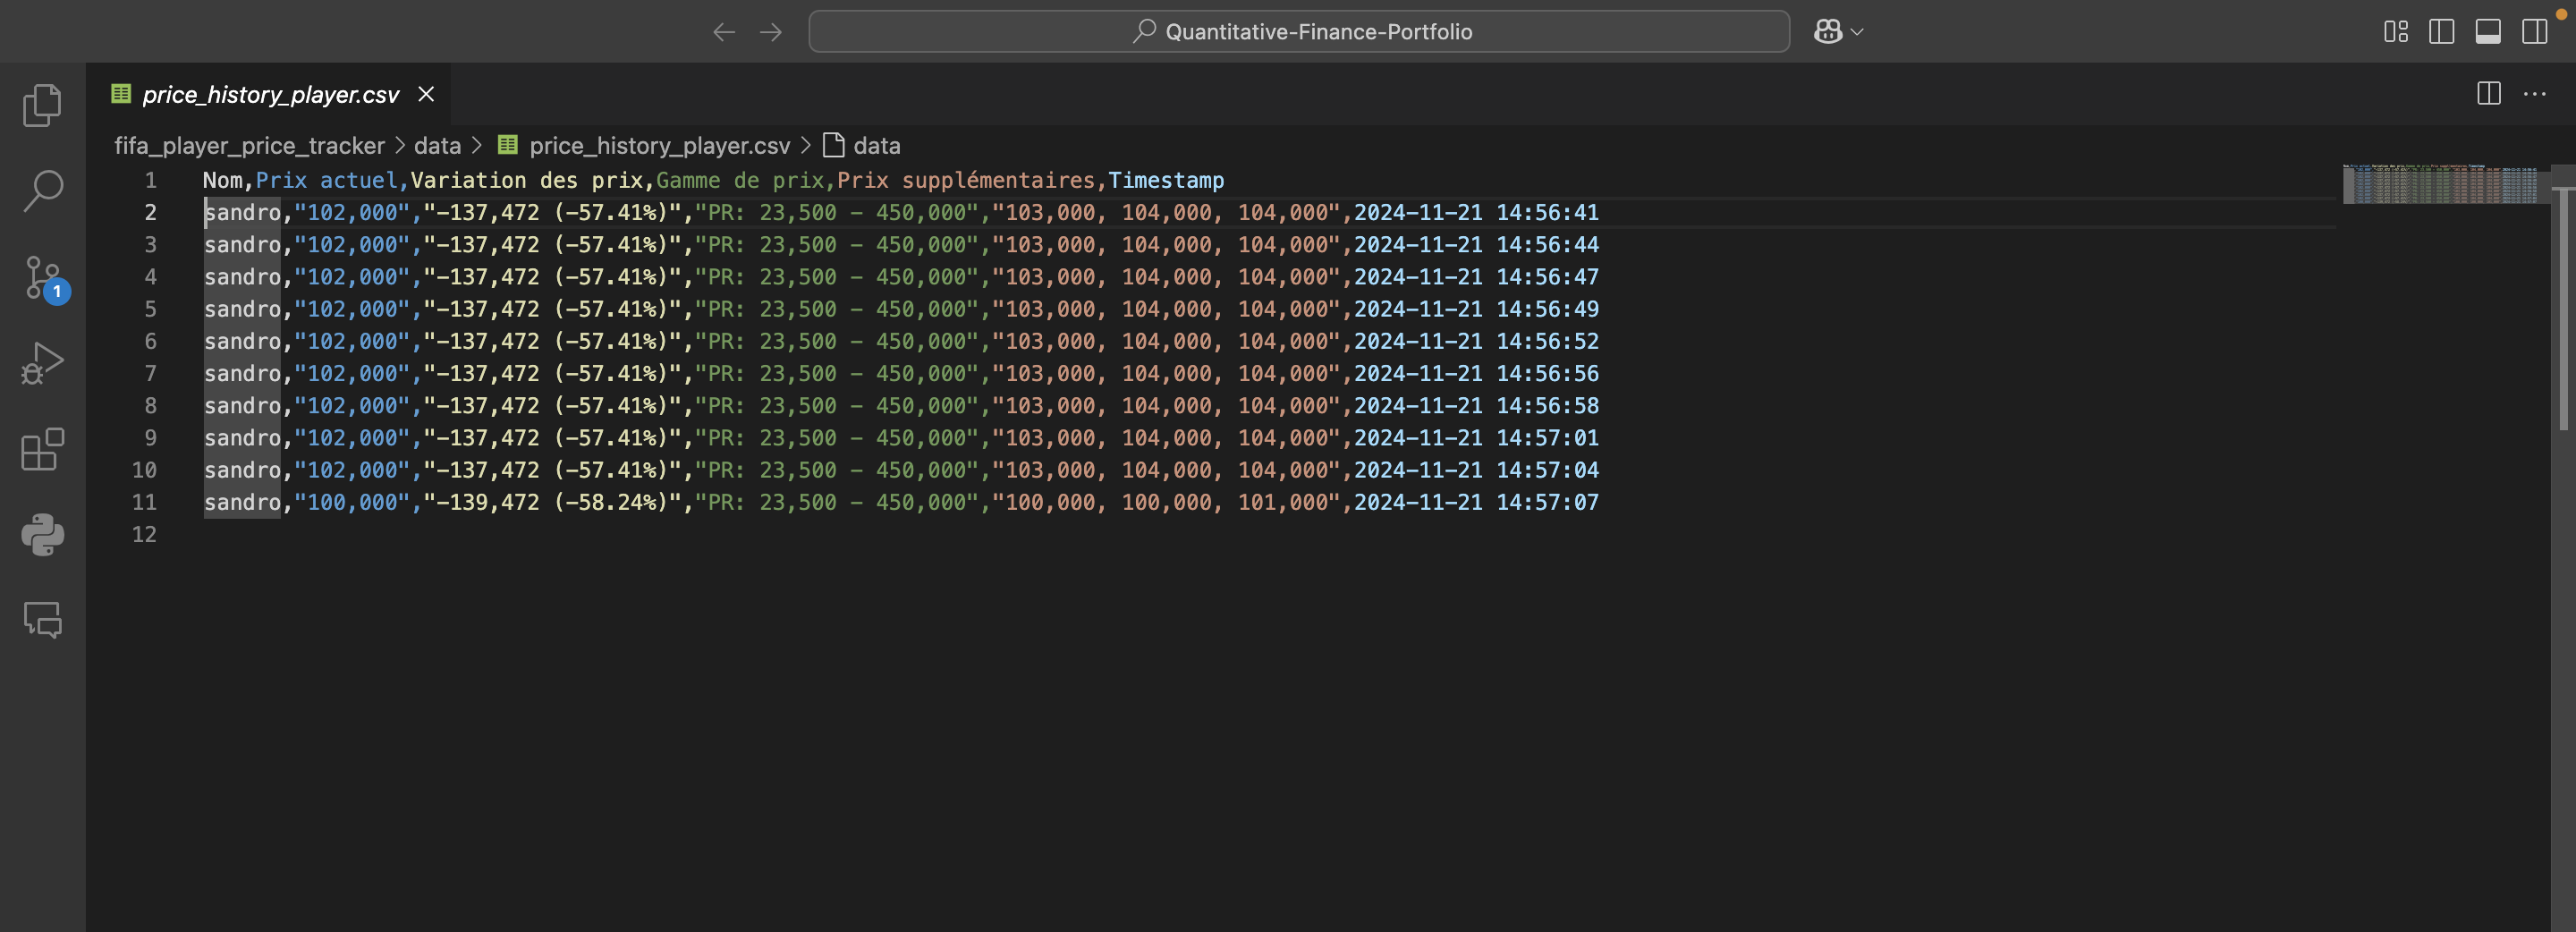 Quantitative-Finance-Portfolio
price_history_player.csv
fifa_player_price_tracker > data > price_history_player.csv > data
1 Nom,Prix actuel,Variation des prix,Gamme de prix,Prix supplémentaires,Timestamp
2 sandro,"102,000","-137,472 (-57.41%)","PR: 23,500 - 450,000","103,000, 104,000, 104,000",2024-11-21 14:56:41
3 sandro,"102,000","-137,472 (-57.41%)","PR: 23,500 - 450,000","103,000, 104,000, 104,000",2024-11-21 14:56:44
4 sandro,"102,000","-137,472 (-57.41%)","PR: 23,500 - 450,000","103,000, 104,000, 104,000",2024-11-21 14:56:47
5 sandro,"102,000","-137,472 (-57.41%)","PR: 23,500 - 450,000","103,000, 104,000, 104,000",2024-11-21 14:56:49
1
6 sandro,"102,000","-137,472 (-57.41%)","PR: 23,500 - 450,000","103,000, 104,000, 104,000",2024-11-21 14:56:52
7 sandro,"102,000","-137,472 (-57.41%)","PR: 23,500 - 450,000","103,000, 104,000, 104,000",2024-11-21 14:56:56
8 sandro,"102,000","-137,472 (-57.41%)","PR: 23,500 - 450,000","103,000, 104,000, 104,000",2024-11-21 14:56:58
9 sandro,"102,000","-137,472 (-57.41%)","PR: 23,500 - 450,000","103,000, 104,000, 104,000",2024-11-21 14:57:01
10 sandro,"102,000","-137,472 (-57.41%)","PR: 23,500 - 450,000","103,000, 104,000, 104,000",2024-11-21 14:57:04
11 sandro,"100,000","-139,472 (-58.24%)","PR: 23,500 - 450,000","100,000, 100,000, 101,000",2024-11-21 14:57:07
12